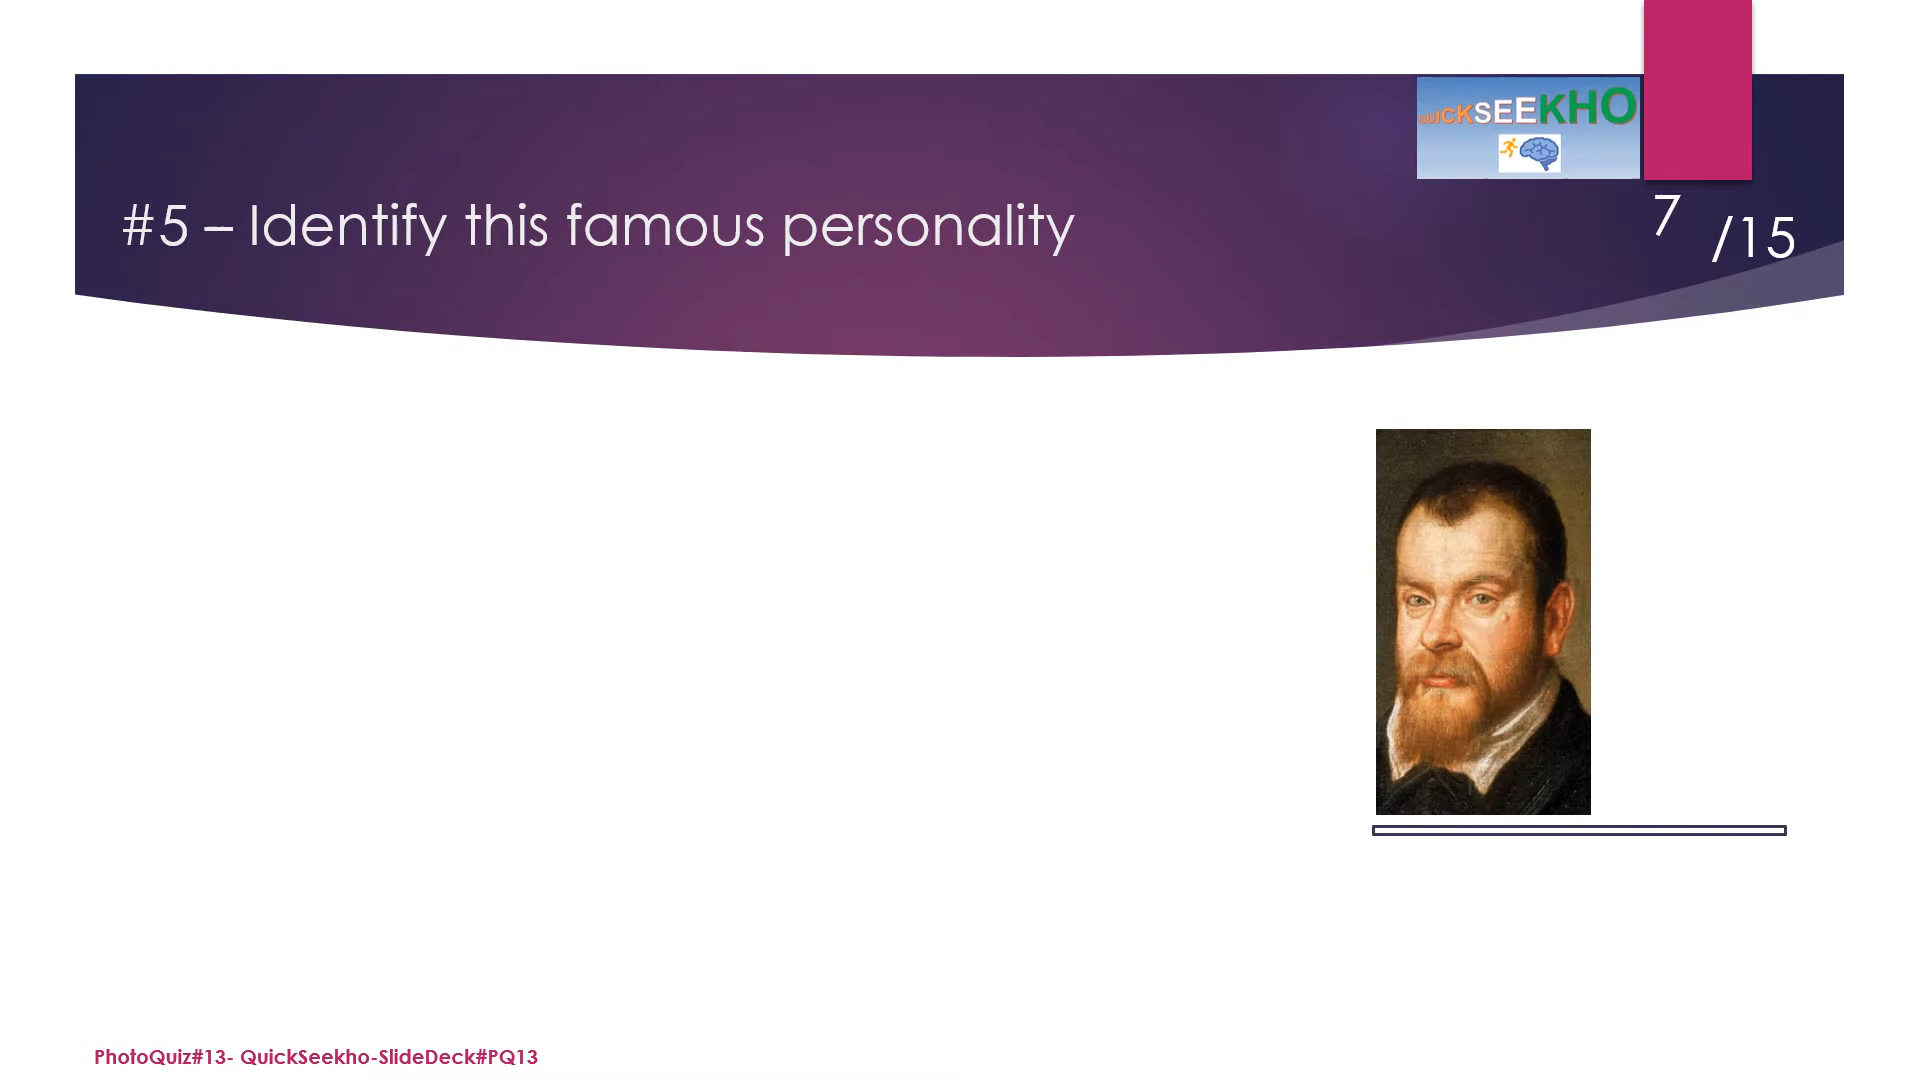 QUICKSEEKHO
#5 – Identify this famous personality
7 /15
PhotoQuiz#13- QuickSeekho-SlideDeck#PQ13